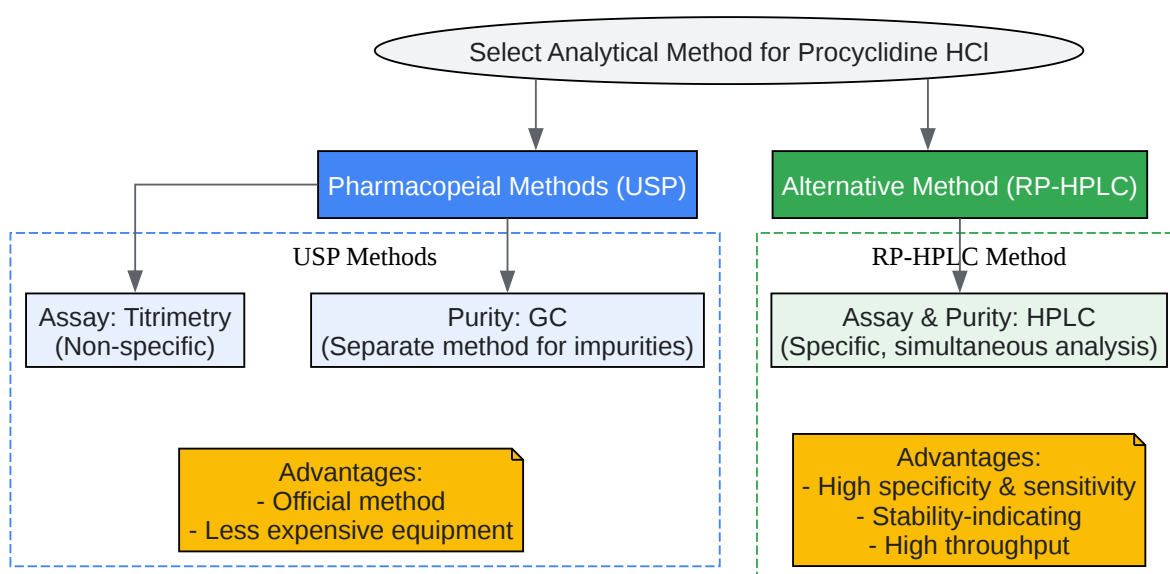 Select Analytical Method for Procyclidine HCl
Pharmacopeial Methods (USP)
Alternative Method (RP-HPLC)
USP Methods
RP-HPLC Method
Assay: Titrimetry
(Non-specific)
Purity: GC
(Separate method for impurities)
Assay & Purity: HPLC
(Specific, simultaneous analysis)
Advantages:
- Official method
- Less expensive equipment
Advantages:
- High specificity & sensitivity
- Stability-indicating
- High throughput